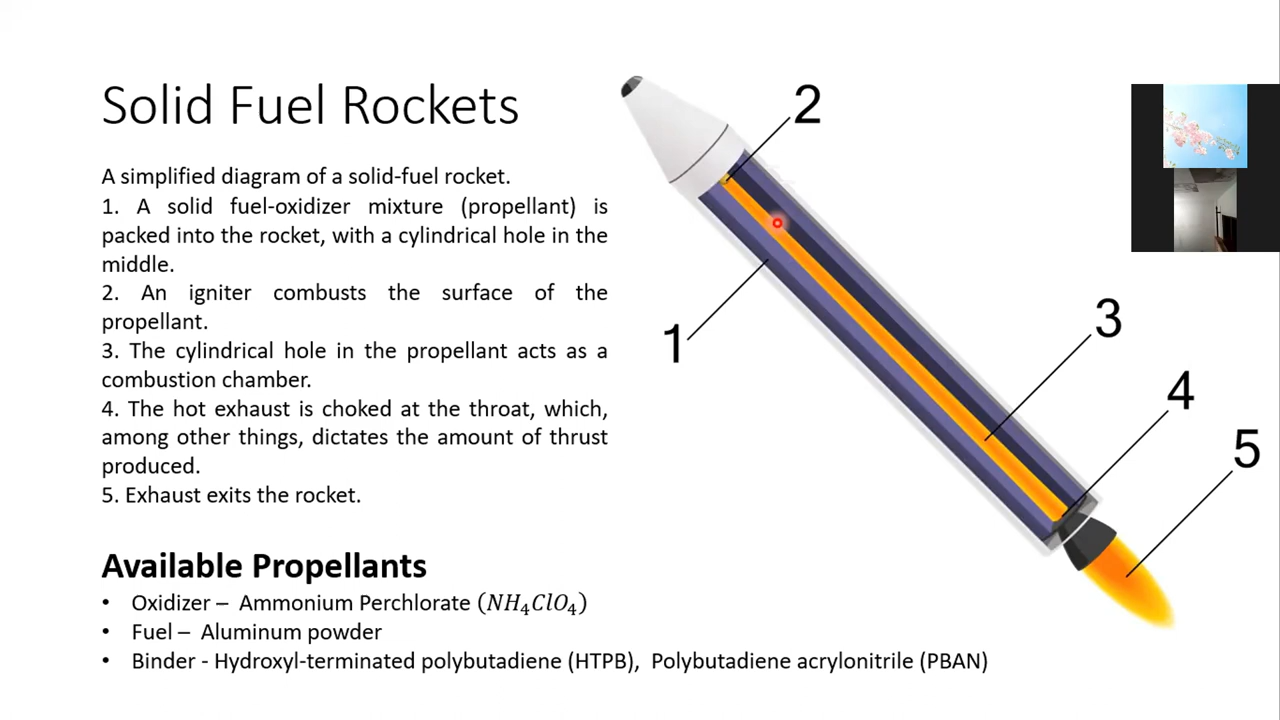 Solid Fuel Rockets
A simplified diagram of a solid-fuel rocket.
1. A solid fuel-oxidizer mixture (propellant) is
packed into the rocket, with a cylindrical hole in the
middle.
2. An igniter combusts the surface of the
propellant.
3. The cylindrical hole in the propellant acts as a
combustion chamber.
4. The hot exhaust is choked at the throat, which,
among other things, dictates the amount of thrust
produced.
5. Exhaust exits the rocket.
Available Propellants
• Oxidizer – Ammonium Perchlorate (NH₄ClO₄)
• Fuel – Aluminum powder
• Binder - Hydroxyl-terminated polybutadiene (HTPB), Polybutadiene acrylonitrile (PBAN)
2
1
3
4
5